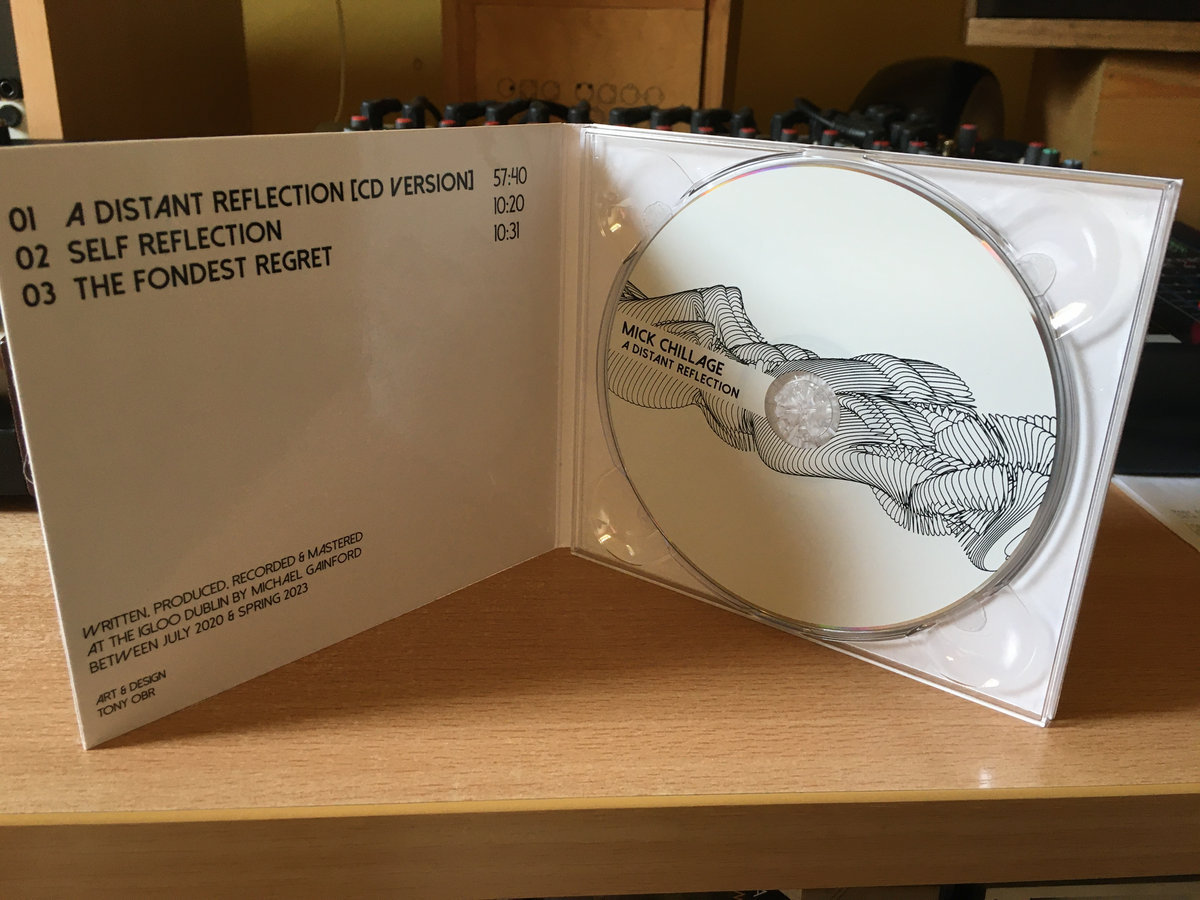 01 A DISTANT REFLECTION [CD VERSION] 57:40
02 SELF REFLECTION 10:20
03 THE FONDEST REGRET 10:31
WRITTEN, PRODUCED, RECORDED & MASTERED
AT THE IGLOO DUBLIN BY MICHAEL GAINFORD
BETWEEN JULY 2020 & SPRING 2023
ART & DESIGN
TONY OBR
MICK CHILLAGE
A DISTANT REFLECTION